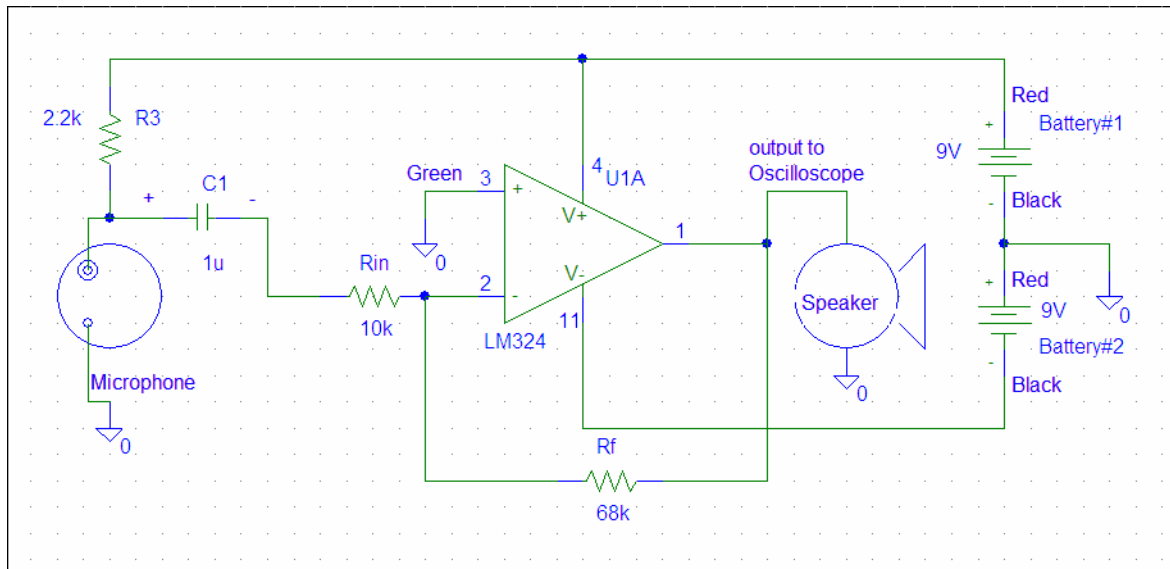 Red
2.2k
R3
+
Battery#1
9V
output to
Oscilloscope
4
U1A
Green
3
+
C1
+
-
-
Black
V+
1
1u
0
Rin
2
-
V-
Speaker
+
Red
9V
0
10k
11
LM324
Battery#2
-
Black
Microphone
0
0
Rf
68k